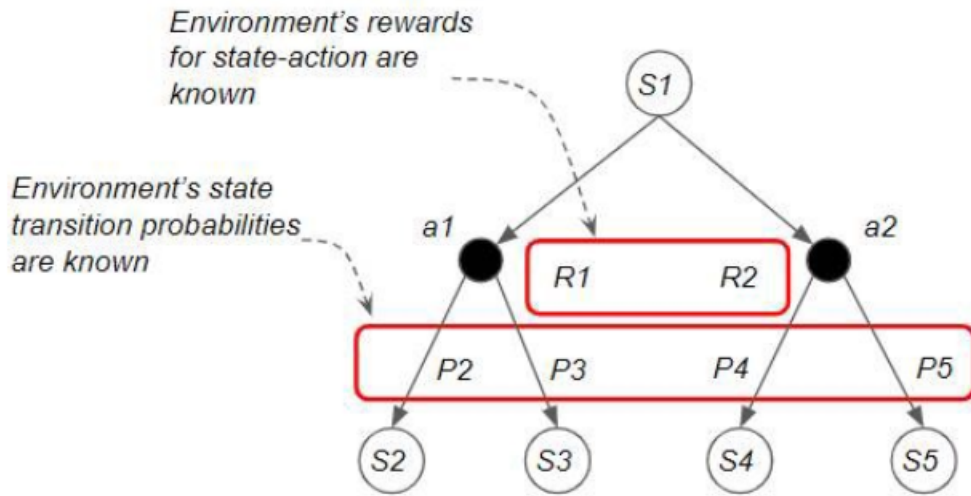 Environment's rewards
for state-action are
known
S1
Environment's state
transition probabilities
are known
a1
a2
R1
R2
P2
P3
P4
P5
S2
S3
S4
S5